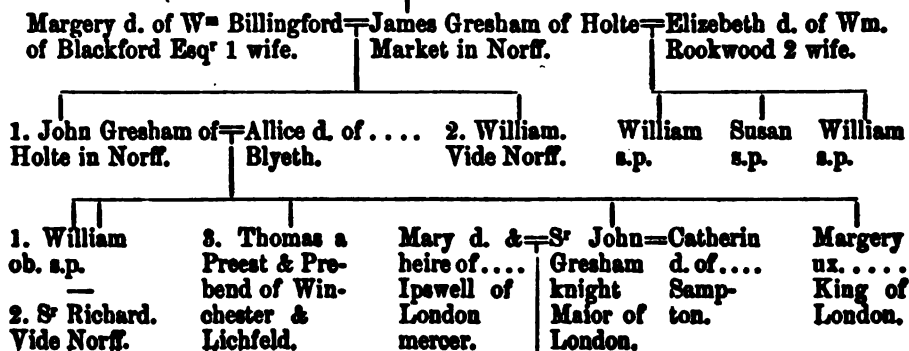 Margery d. of Wm Billingford=James Gresham of Holte=Elizebeth d. of Wm.
of Blackford Esqr 1 wife. Market in Norff. Rookwood 2 wife.
1. John Gresham of=Allice d. of.... 2. William. William Susan William
Holte in Norff. Blyeth. Vide Norff. s.p. s.p. s.p.
1. William 3. Thomas a Mary d. &=Sr John=Catherin Margery
ob. s.p. Preest & Pre- heire of.... Gresham d. of.... ux.....
— bend of Win- Ipswell of knight Samp- King of
2. Sr Richard. chester & London Maior of ton. London.
Vide Norff. Lichfeld. mercer. London.